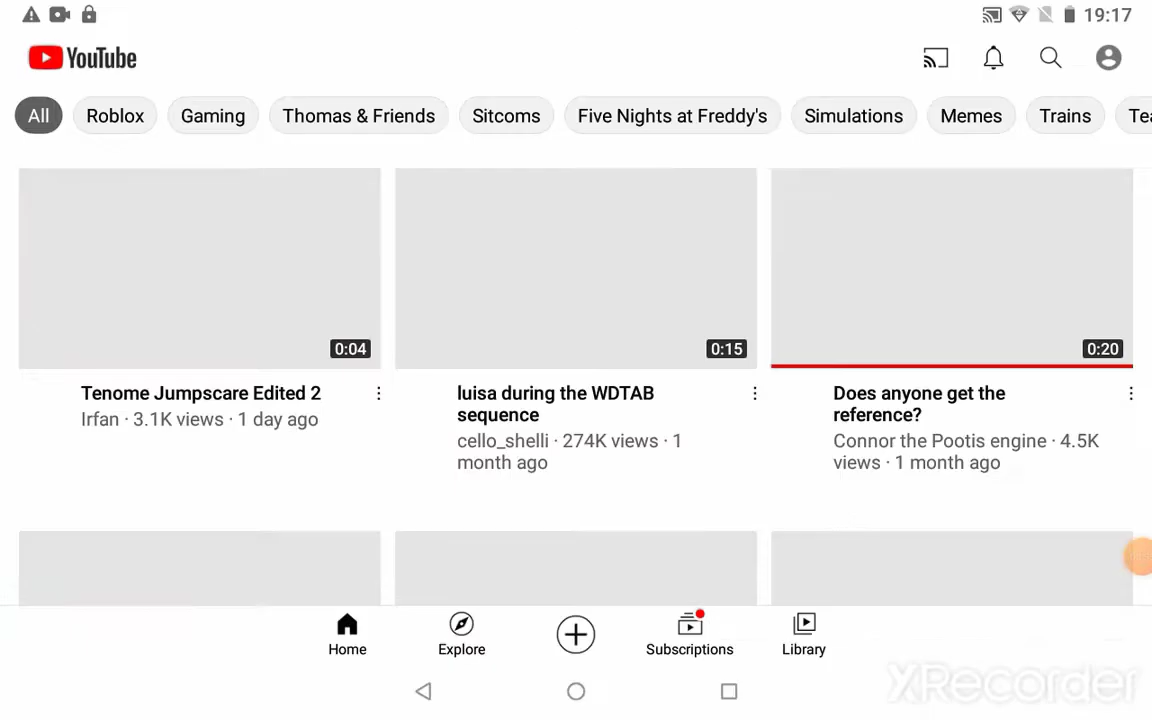 19:17
YouTube
All Roblox Gaming Thomas & Friends Sitcoms Five Nights at Freddy's Simulations Memes Trains Tea
0:04 0:15 0:20
Tenome Jumpscare Edited 2
Irfan · 3.1K views · 1 day ago
luisa during the WDTAB
sequence
cello_shelli · 274K views · 1
month ago
Does anyone get the
reference?
Connor the Pootis engine · 4.5K
views · 1 month ago
Home Explore Subscriptions Library
XRecorder